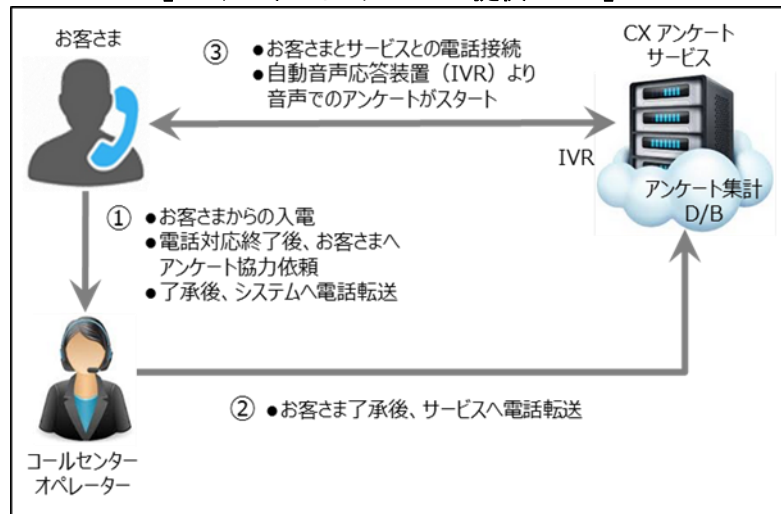 お客さま
③
●お客さまとサービスとの電話接続
●自動音声応答装置（IVR）より
音声でのアンケートがスタート
CX アンケート
サービス
IVR
アンケート集計
D/B
①
●お客さまからの入電
●電話対応終了後、お客さまへ
アンケート協力依頼
●了承後、システムへ電話転送
② ●お客さま了承後、サービスへ電話転送
コールセンター
オペレーター